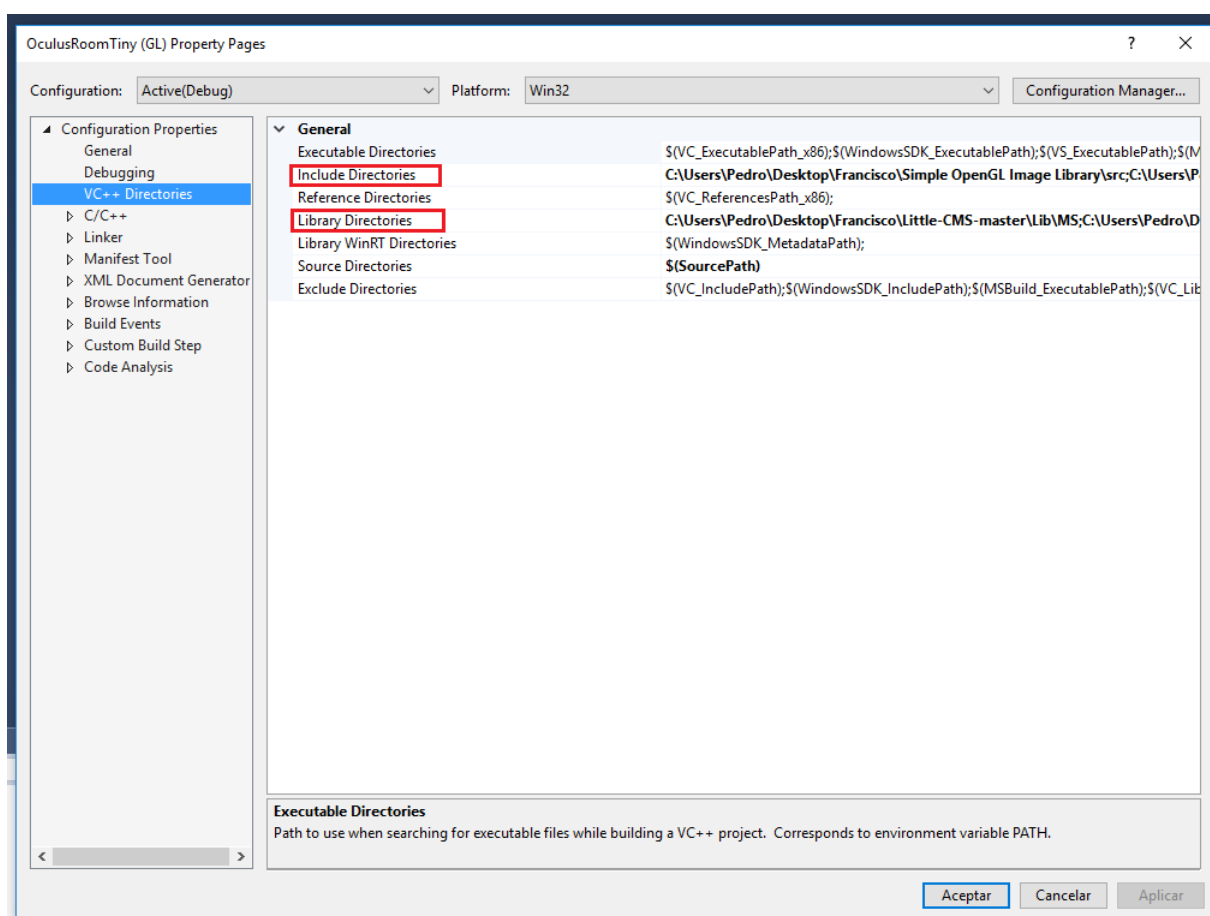 OculusRoomTiny (GL) Property Pages ? ×
Configuration: Active(Debug) Platform: Win32 Configuration Manager...
Configuration Properties
General
Debugging
VC++ Directories
C/C++
Linker
Manifest Tool
XML Document Generator
Browse Information
Build Events
Custom Build Step
Code Analysis
General
Executable Directories $(VC_ExecutablePath_x86);$(WindowsSDK_ExecutablePath);$(VS_ExecutablePath);$(M
Include Directories C:\Users\Pedro\Desktop\Francisco\Simple OpenGL Image Library\src;C:\Users\P
Reference Directories $(VC_ReferencesPath_x86);
Library Directories C:\Users\Pedro\Desktop\Francisco\Little-CMS-master\Lib\MS;C:\Users\Pedro\D
Library WinRT Directories $(WindowsSDK_MetadataPath);
Source Directories $(SourcePath)
Exclude Directories $(VC_IncludePath);$(WindowsSDK_IncludePath);$(MSBuild_ExecutablePath);$(VC_Lib
Executable Directories
Path to use when searching for executable files while building a VC++ project. Corresponds to environment variable PATH.
Aceptar Cancelar Aplicar